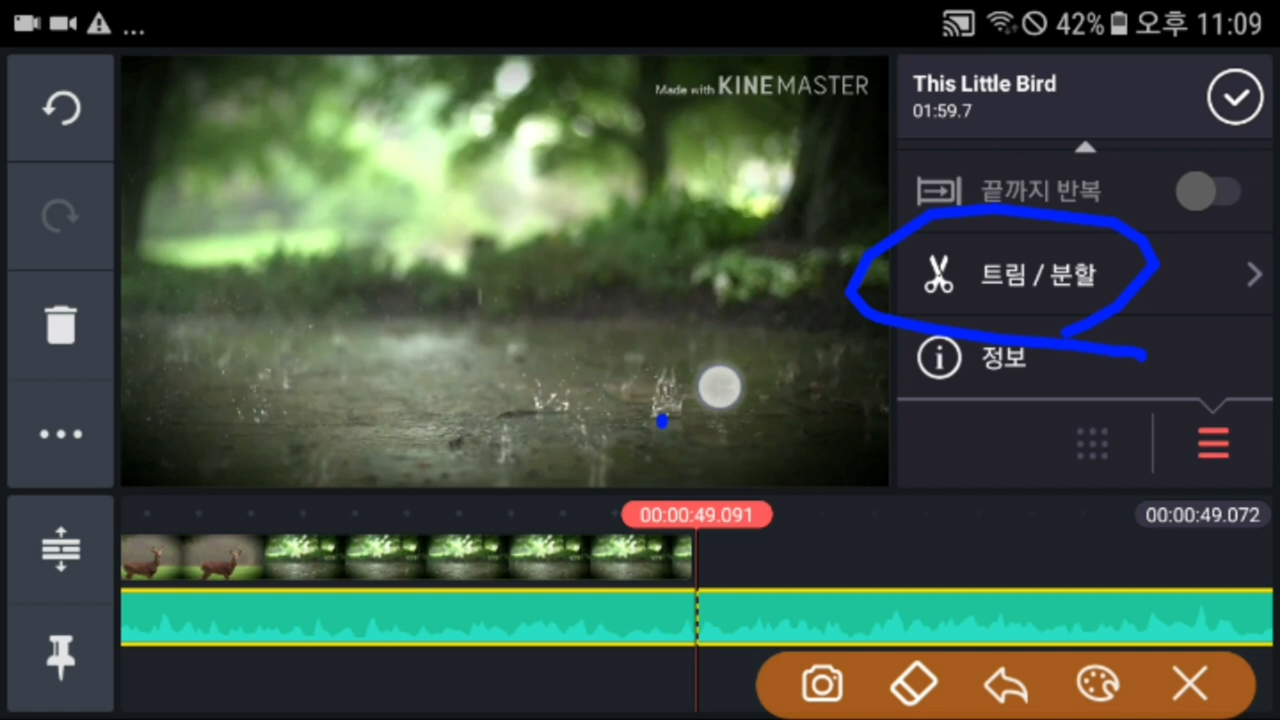 ...
42% 오후 11:09
Made with KINEMASTER
This Little Bird
01:59.7
끝까지 반복
트림 / 분할
정보
00:00:49.091
00:00:49.072